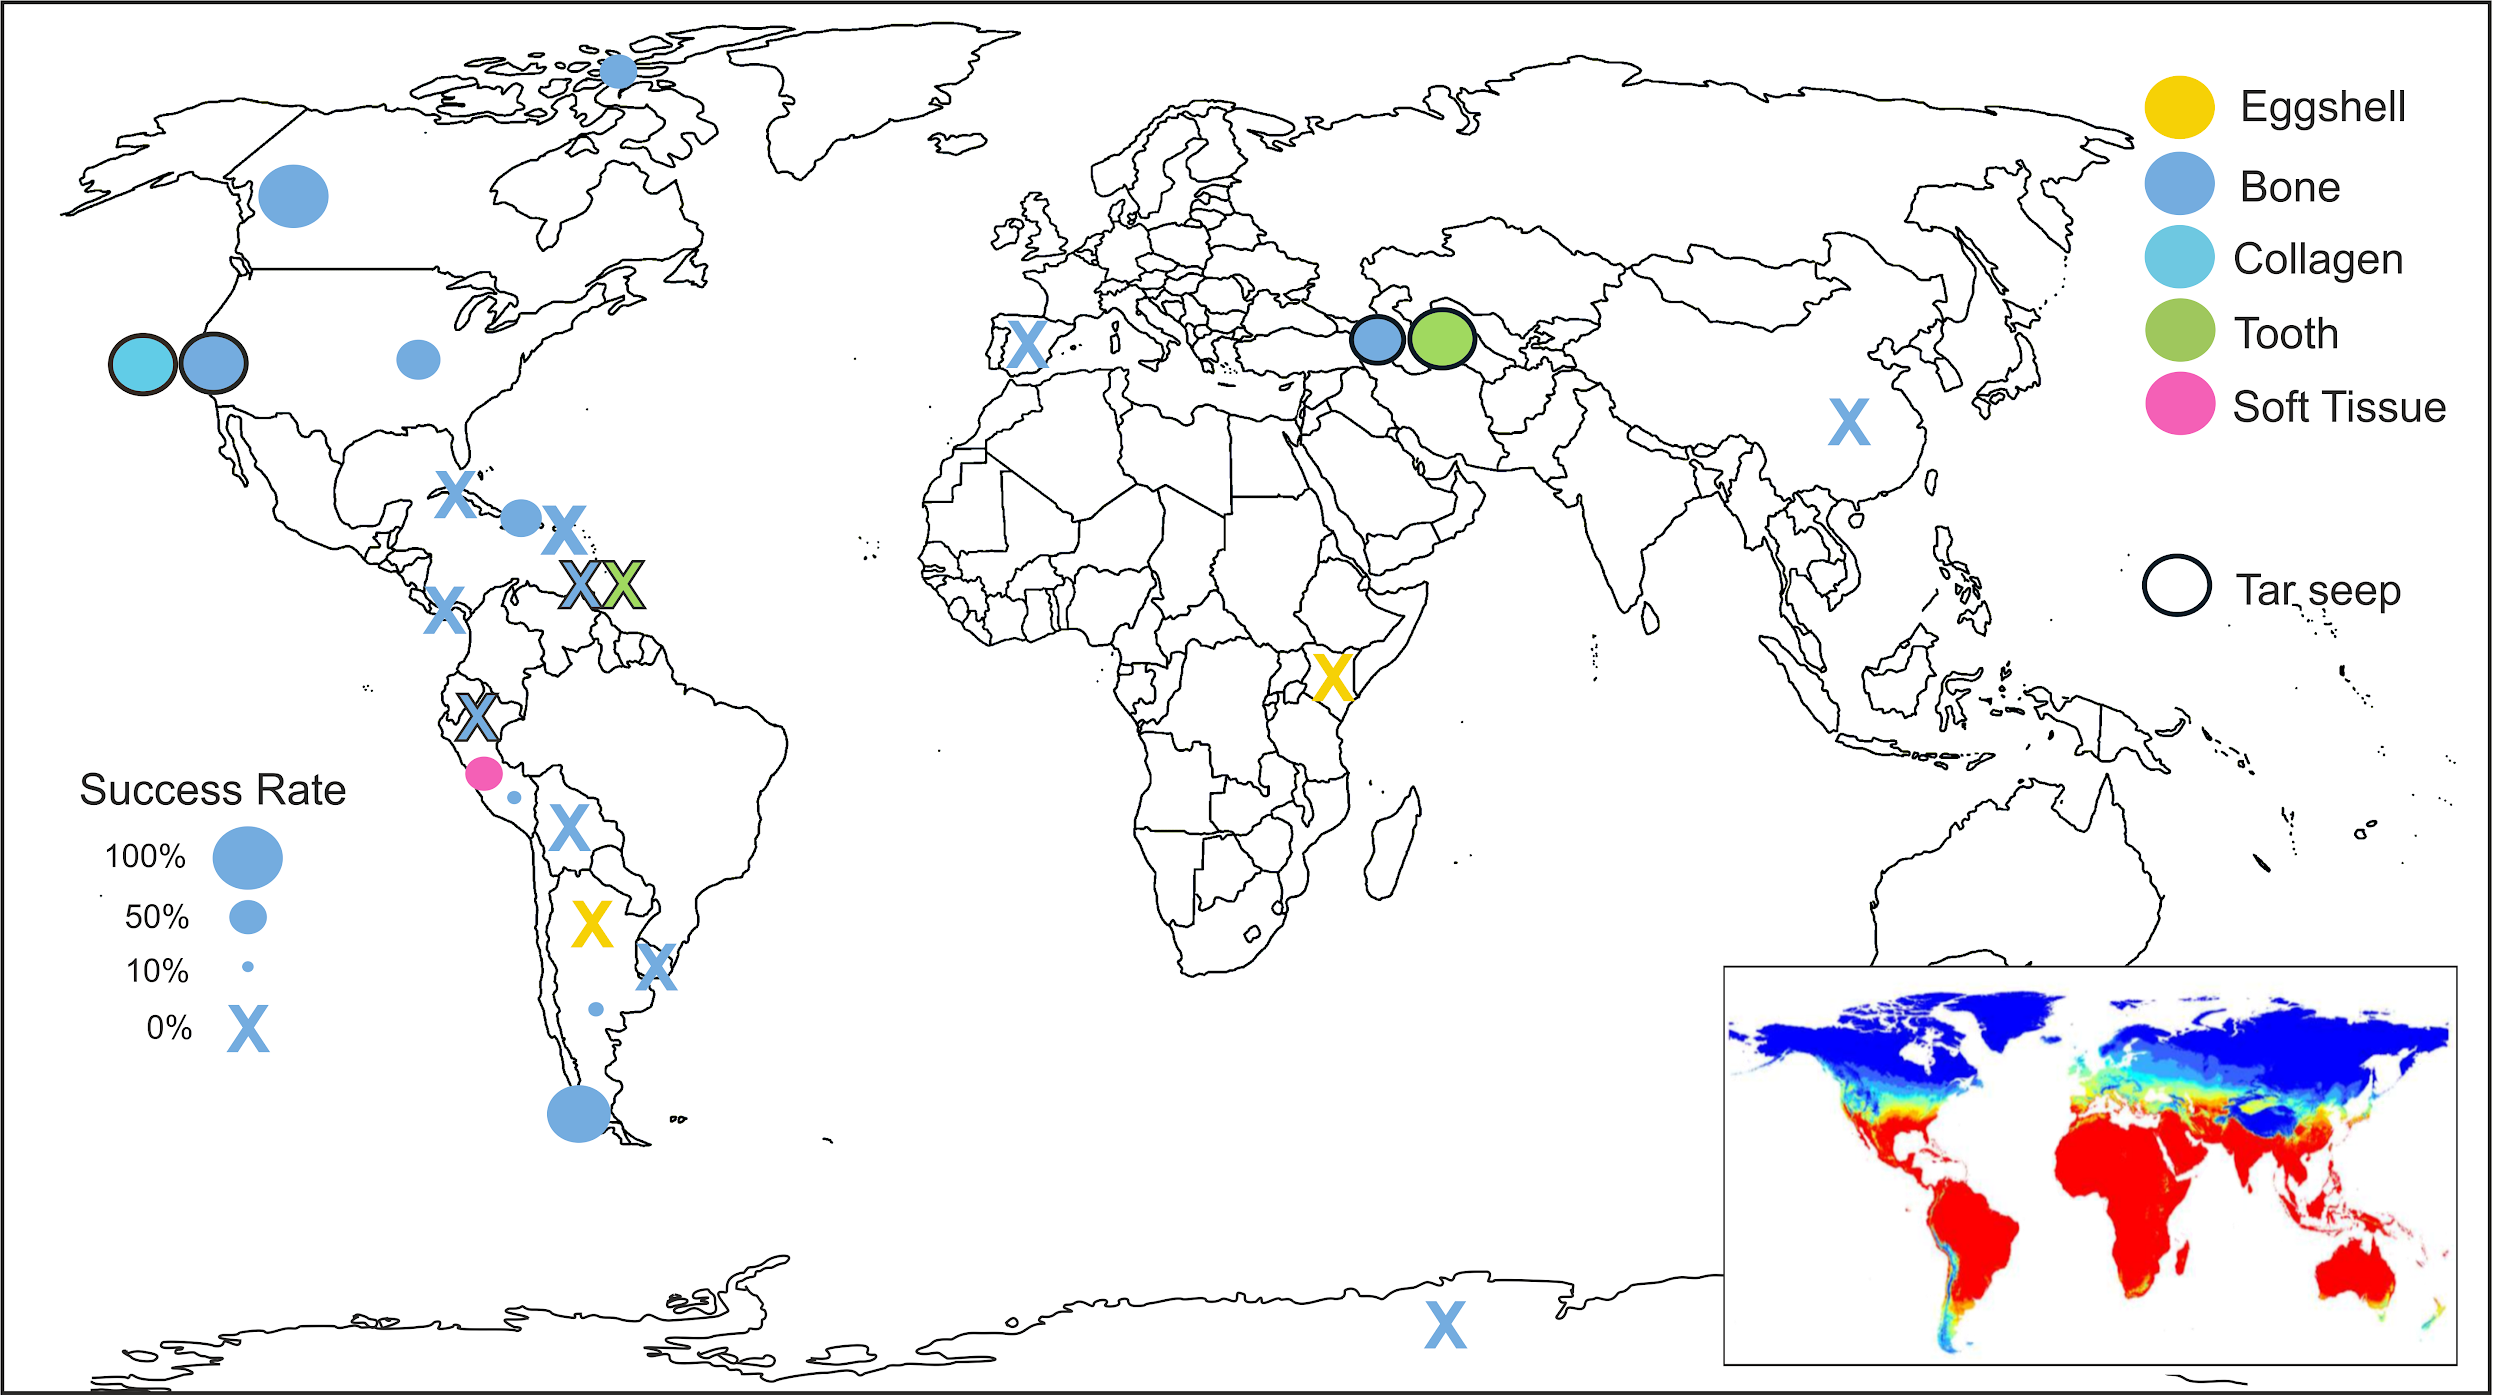 Eggshell
Bone
Collagen
Tooth
Soft Tissue
Tar seep
Success Rate
100%
50%
10%
0%